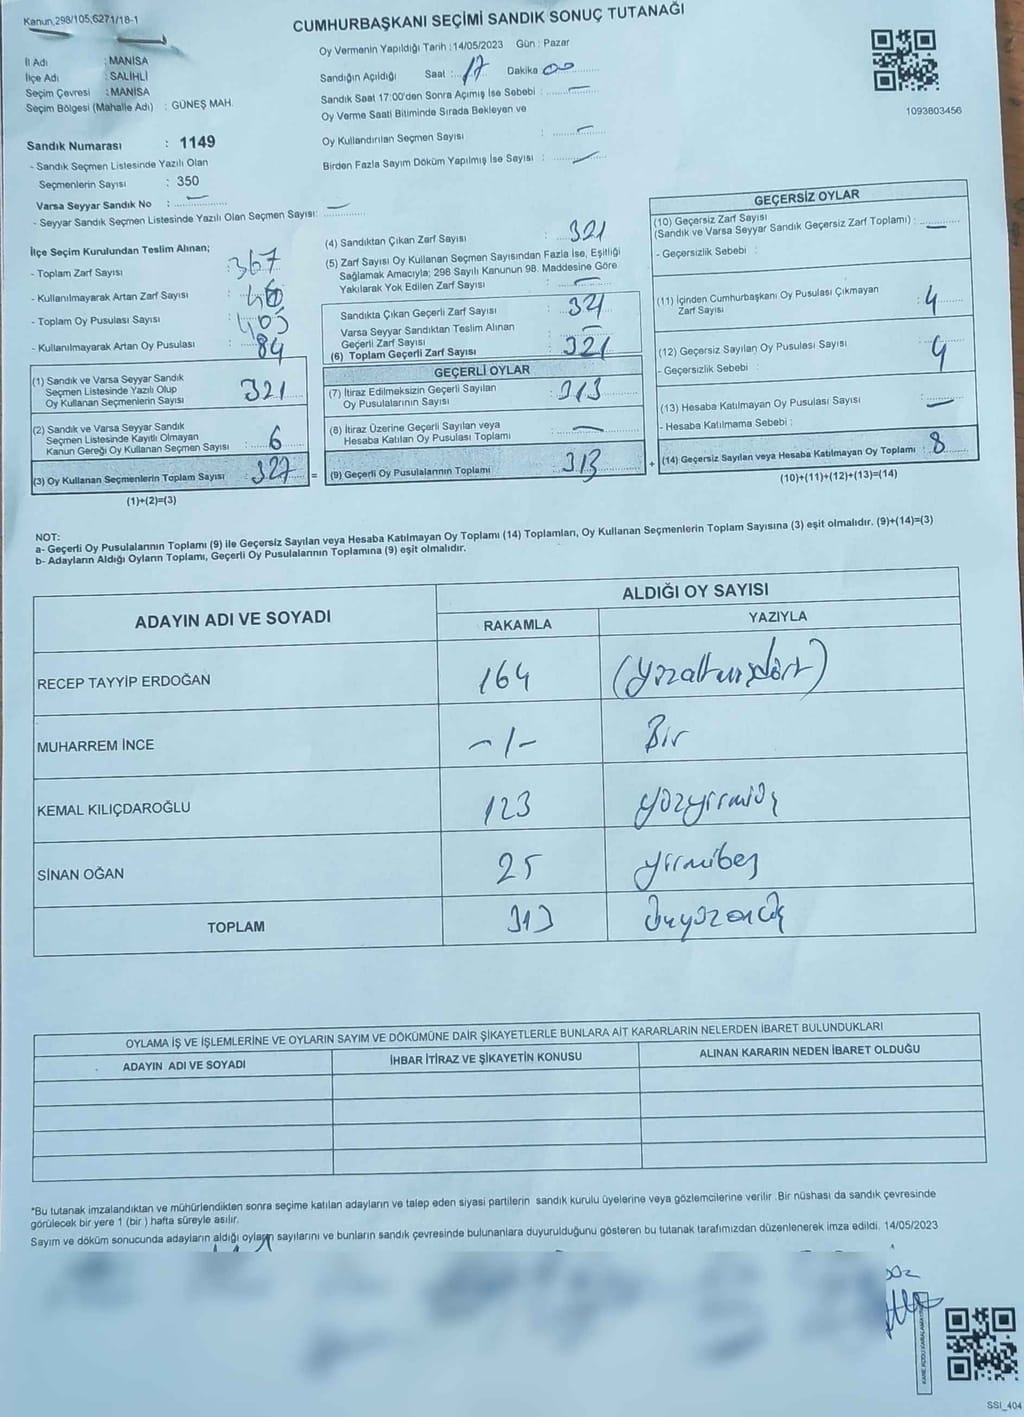 Kanun,298/105,6271/18-1
CUMHURBAŞKANI SEÇİMİ SANDIK SONUÇ TUTANAĞI
İl Adı : MANİSA
İlçe Adı : SALİHLİ
Seçim Çevresi : MANİSA
Seçim Bölgesi (Mahalle Adı) : GÜNEŞ MAH.
Oy Vermenin Yapıldığı Tarih :14/05/2023 Gün : Pazar
Sandığın Açıldığı Saat : 17 Dakika 00
Sandık Saat 17:00'den Sonra Açımış İse Sebebi : —
Oy Verme Saati Bitiminde Sırada Bekleyen ve
Oy Kullandırılan Seçmen Sayısı : —
Birden Fazla Sayım Döküm Yapılmış İse Sayısı : —
1093803456
Sandık Numarası : 1149
- Sandık Seçmen Listesinde Yazılı Olan
Seçmenlerin Sayısı : 350
Varsa Seyyar Sandık No : —
- Seyyar Sandık Seçmen Listesinde Yazılı Olan Seçmen Sayısı: —
İlçe Seçim Kurulundan Teslim Alınan;
- Toplam Zarf Sayısı : 367
- Kullanılmayarak Artan Zarf Sayısı :
- Toplam Oy Pusulası Sayısı :
- Kullanılmayarak Artan Oy Pusulası : 84
(1) Sandık ve Varsa Seyyar Sandık
Seçmen Listesinde Yazılı Olup
Oy Kullanan Seçmenlerin Sayısı 321
(2) Sandık ve Varsa Seyyar Sandık
Seçmen Listesinde Kayıtlı Olmayan
Kanun Gereği Oy Kullanan Seçmen Sayısı 6
(3) Oy Kullanan Seçmenlerin Toplam Sayısı 327
(1)+(2)=(3)
(4) Sandıktan Çıkan Zarf Sayısı : 321
(5) Zarf Sayısı Oy Kullanan Seçmen Sayısından Fazla İse, Eşitliği
Sağlamak Amacıyla; 298 Sayılı Kanunun 98. Maddesine Göre
Yakılarak Yok Edilen Zarf Sayısı : —
Sandıkta Çıkan Geçerli Zarf Sayısı : 321
Varsa Seyyar Sandıktan Teslim Alınan
Geçerli Zarf Sayısı : —
(6) Toplam Geçerli Zarf Sayısı : 321
GEÇERLİ OYLAR
(7) İtiraz Edilmeksizin Geçerli Sayılan
Oy Pusulalarının Sayısı : 313
(8) İtiraz Üzerine Geçerli Sayılan veya
Hesaba Katılan Oy Pusulası Toplamı : —
= (9) Geçerli Oy Pusulalarının Toplamı : 313
GEÇERSİZ OYLAR
(10) Geçersiz Zarf Sayısı
(Sandık ve Varsa Seyyar Sandık Geçersiz Zarf Toplamı) : —
- Geçersizlik Sebebi :
(11) İçinden Cumhurbaşkanı Oy Pusulası Çıkmayan
Zarf Sayısı : 4
(12) Geçersiz Sayılan Oy Pusulası Sayısı : 4
- Geçersizlik Sebebi :
(13) Hesaba Katılmayan Oy Pusulası Sayısı : —
- Hesaba Katılmama Sebebi :
+ (14) Geçersiz Sayılan veya Hesaba Katılmayan Oy Toplamı : 8
(10)+(11)+(12)+(13)=(14)
NOT:
a- Geçerli Oy Pusulalarının Toplamı (9) ile Geçersiz Sayılan veya Hesaba Katılmayan Oy Toplamı (14) Toplamları, Oy Kullanan Seçmenlerin Toplam Sayısına (3) eşit olmalıdır. (9)+(14)=(3)
b- Adayların Aldığı Oyların Toplamı, Geçerli Oy Pusulalarının Toplamına (9) eşit olmalıdır.
ADAYIN ADI VE SOYADI
ALDIĞI OY SAYISI
RAKAMLA YAZIYLA
RECEP TAYYİP ERDOĞAN 164 (yüzaltmışdört)
MUHARREM İNCE -1- Bir
KEMAL KILIÇDAROĞLU 123 yüzyirmiüç
SİNAN OĞAN 25 yirmibeş
TOPLAM 313 üçyüzonüç
OYLAMA İŞ VE İŞLEMLERİNE VE OYLARIN SAYIM VE DÖKÜMÜNE DAİR ŞİKAYETLERLE BUNLARA AİT KARARLARIN NELERDEN İBARET BULUNDUKLARI
ADAYIN ADI VE SOYADI İHBAR İTİRAZ VE ŞİKAYETİN KONUSU ALINAN KARARIN NEDEN İBARET OLDUĞU
*Bu tutanak imzalandıktan ve mühürlendikten sonra seçime katılan adayların ve talep eden siyasi partilerin sandık kurulu üyelerine veya gözlemcilerine verilir .Bir nüshası da sandık çevresinde
görülecek bir yere 1 (bir ) hafta süreyle asılır.
Sayım ve döküm sonucunda adayların aldığı oyların sayılarını ve bunların sandık çevresinde bulunanlara duyurulduğunu gösteren bu tutanak tarafımızdan düzenlenerek imza edildi. 14/05/2023
SSI_404